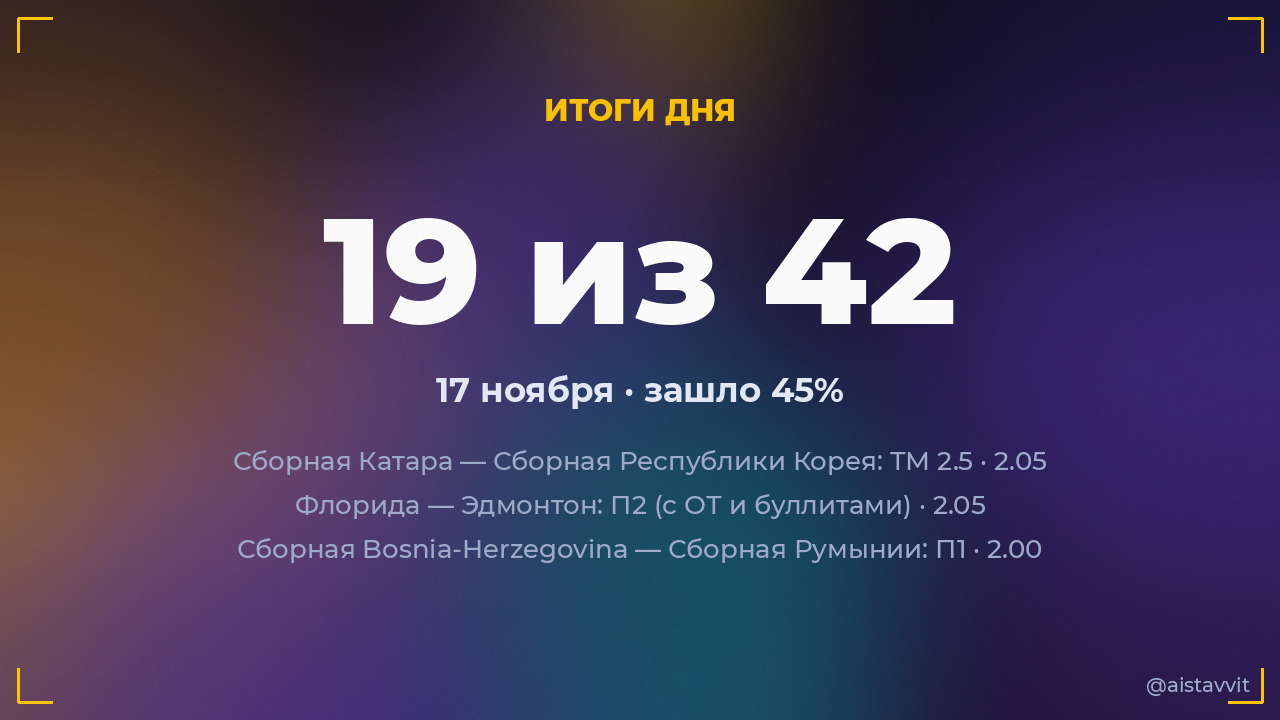 ИТОГИ ДНЯ
19 из 42
17 ноября · зашло 45%
Сборная Катара — Сборная Республики Корея: ТМ 2.5 · 2.05
Флорида — Эдмонтон: П2 (с ОТ и буллитами) · 2.05
Сборная Bosnia-Herzegovina — Сборная Румынии: П1 · 2.00
@aistavvit